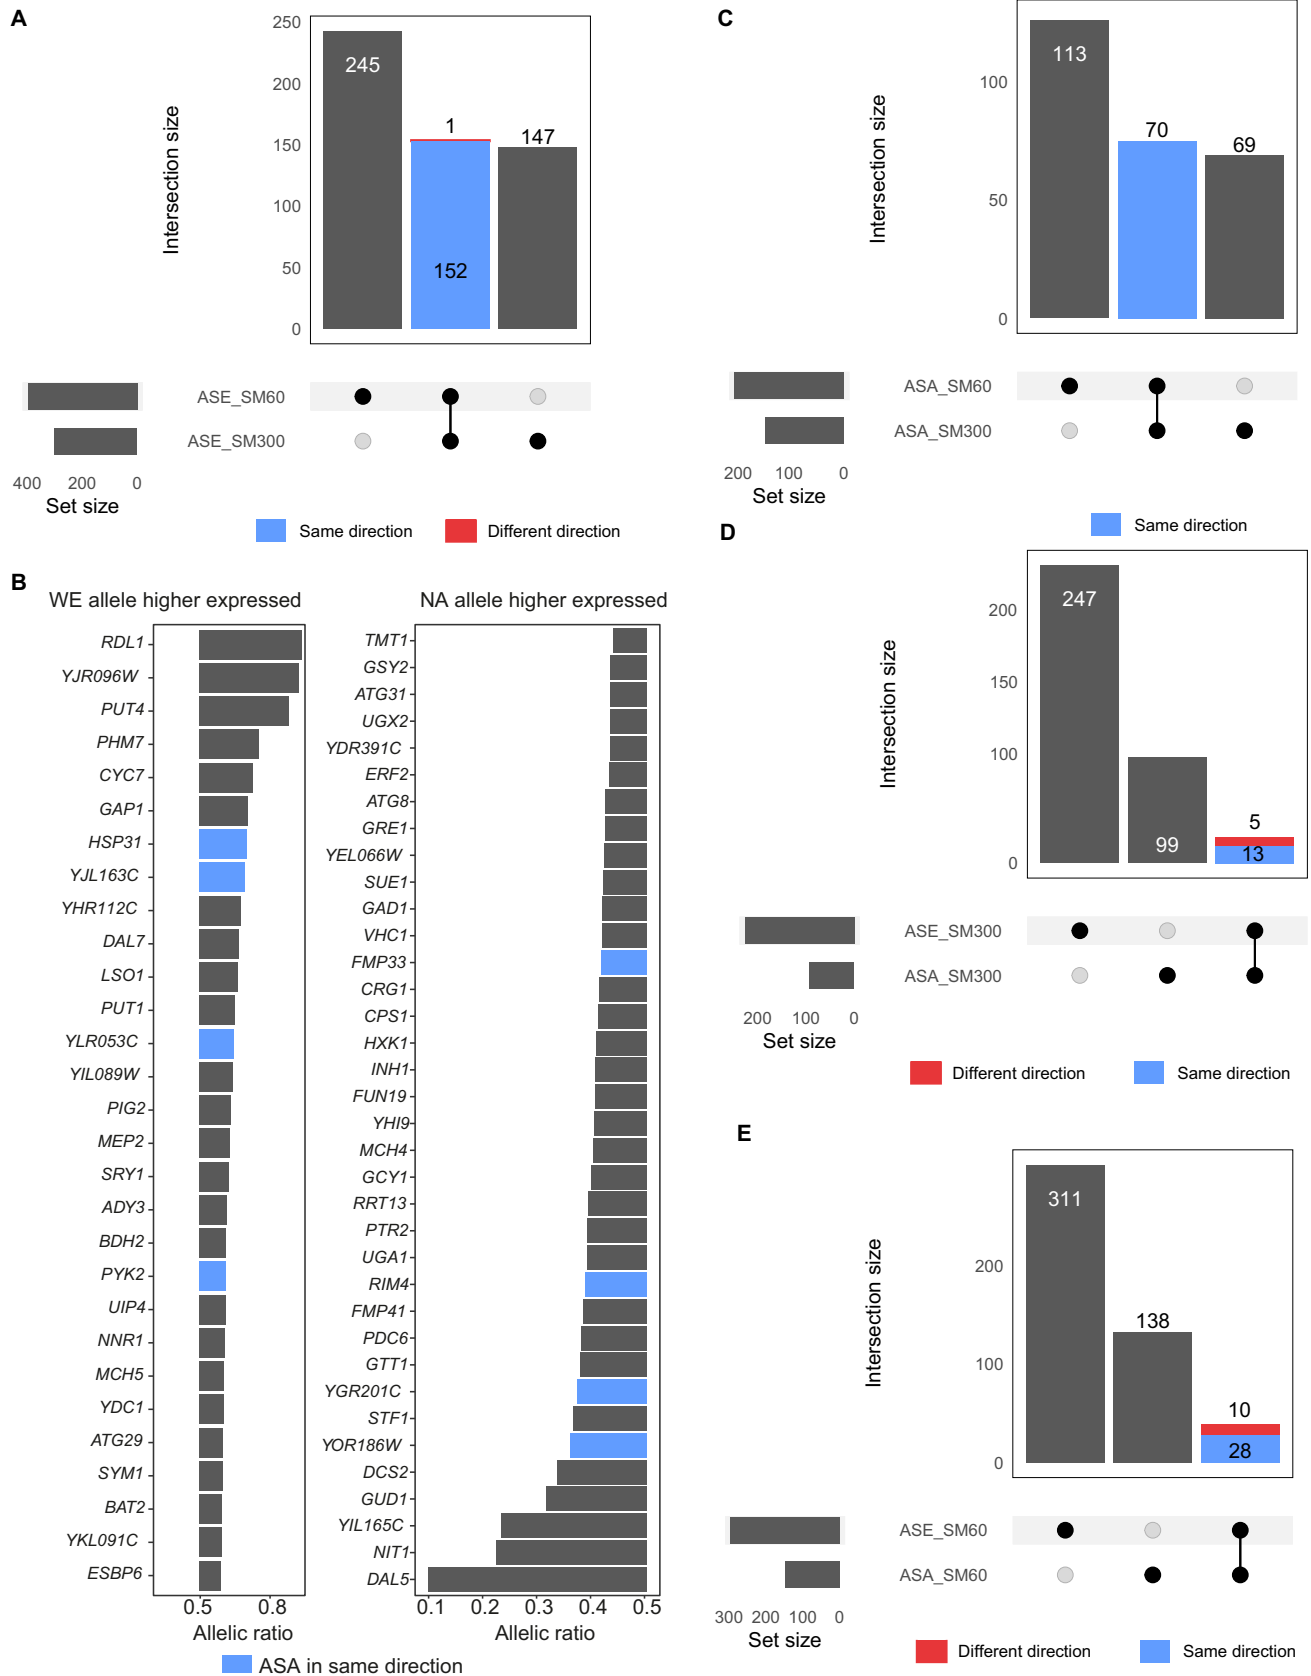 A
Intersection size
250
200
150
100
50
0
245
1
152
147
ASE_SM60
ASE_SM300
400 200 0
Set size
Same direction Different direction
B
WE allele higher expressed
RDL1
YJR096W
PUT4
PHM7
CYC7
GAP1
HSP31
YJL163C
YHR112C
DAL7
LSO1
PUT1
YLR053C
YIL089W
PIG2
MEP2
SRY1
ADY3
BDH2
PYK2
UIP4
NNR1
MCH5
YDC1
ATG29
SYM1
BAT2
YKL091C
ESBP6
0.5 0.8
Allelic ratio
NA allele higher expressed
TMT1
GSY2
ATG31
UGX2
YDR391C
ERF2
ATG8
GRE1
YEL066W
SUE1
GAD1
VHC1
FMP33
CRG1
CPS1
HXK1
INH1
FUN19
YHI9
MCH4
GCY1
RRT13
PTR2
UGA1
RIM4
FMP41
PDC6
GTT1
YGR201C
STF1
YOR186W
DCS2
GUD1
YIL165C
NIT1
DAL5
0.1 0.2 0.3 0.4 0.5
Allelic ratio
ASA in same direction
C
Intersection size
100
50
0
113
70
69
ASA_SM60
ASA_SM300
200 100 0
Set size
Same direction
D
Intersection size
200
150
100
0
247
99
5
13
ASE_SM300
ASA_SM300
200 100 0
Set size
Different direction Same direction
E
Intersection size
200
100
0
311
138
10
28
ASE_SM60
ASA_SM60
300 200 100 0
Set size
Different direction Same direction